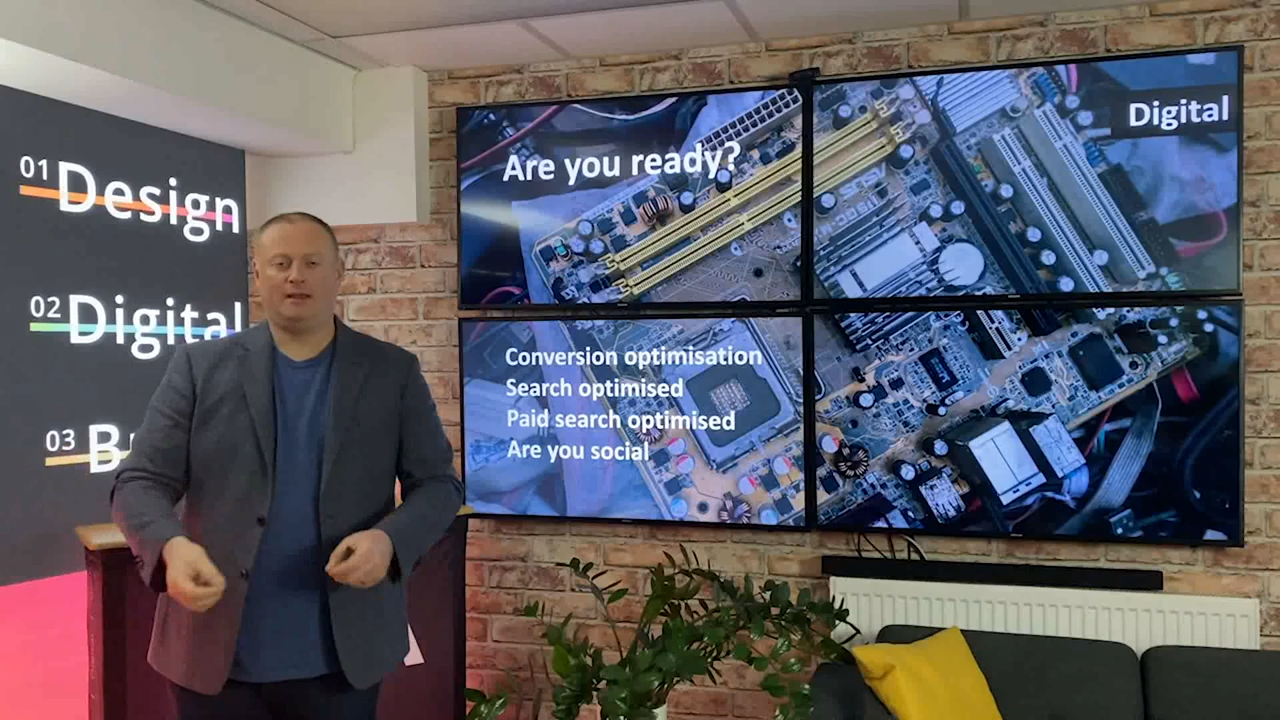 01 Design
02 Digital
03 B
Are you ready?
Digital
Conversion optimisation
Search optimised
Paid search optimised
Are you social
ASUS